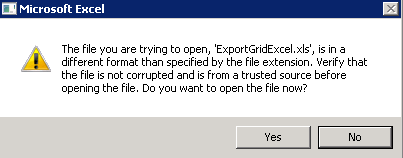 Microsoft Excel
The file you are trying to open, 'ExportGridExcel.xls', is in a
different format than specified by the file extension. Verify that
the file is not corrupted and is from a trusted source before
opening the file. Do you want to open the file now?
Yes No